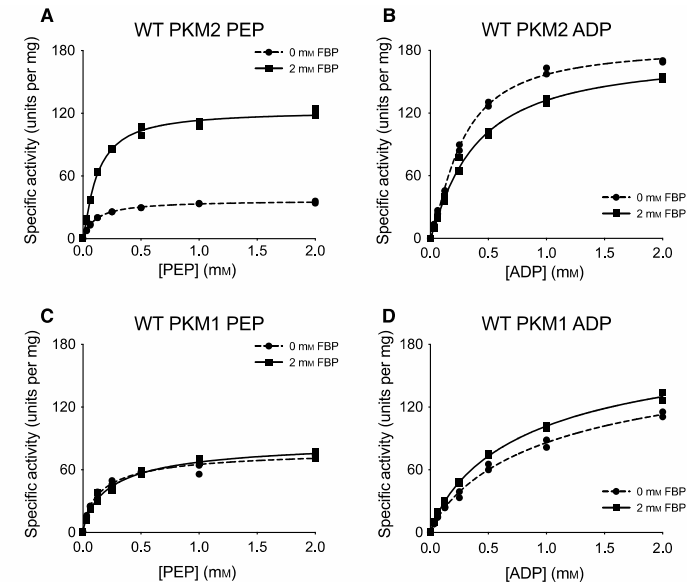 A
WT PKM2 PEP
Specific activity (units per mg)
180
120
60
0
0.0 0.5 1.0 2.0
[PEP] (mM)
0 mM FBP
2 mM FBP
B
WT PKM2 ADP
Specific activity (units per mg)
180
120
60
0
0.0 0.5 1.0 1.5 2.0
[ADP] (mM)
0 mM FBP
2 mM FBP
C
WT PKM1 PEP
Specific activity (units per mg)
180
120
60
0
0.0 0.5 1.0 2.0
[PEP] (mM)
0 mM FBP
2 mM FBP
D
WT PKM1 ADP
Specific activity (units per mg)
180
120
60
0
0.0 0.5 1.0 1.5 2.0
[ADP] (mM)
0 mM FBP
2 mM FBP